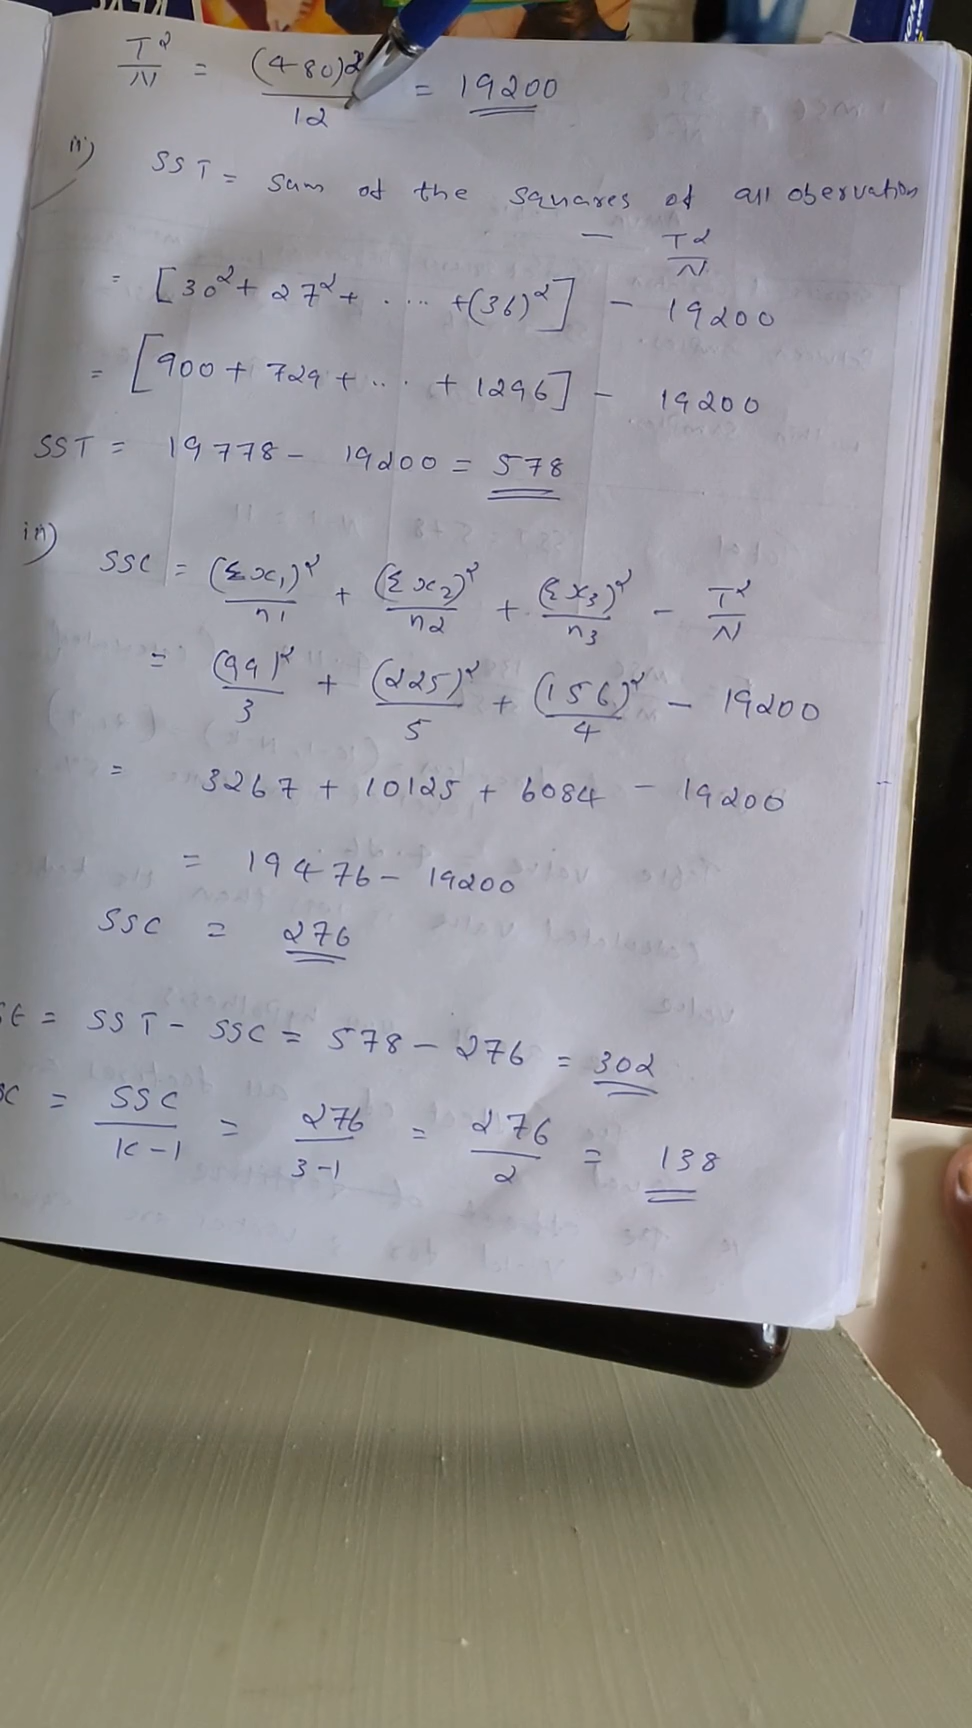 T²/N = (480)²/12 = 19200
ii) SST = Sum of the squares of all obervation
− T²/N
= [30² + 27² + .... + (36)²] − 19200
= [900 + 729 + ... + 1296] − 19200
SST = 19778 − 19200 = 578
iii) SSC = (Σx₁)²/n1 + (Σx₂)²/n2 + (Σx₃)²/n3 − T²/N
= (99)²/3 + (225)²/5 + (156)²/4 − 19200
= 3267 + 10125 + 6084 − 19200
= 19476 − 19200
SSC = 276
SE = SST − SSC = 578 − 276 = 302
SC = SSC/K−1 = 276/3−1 = 276/2 = 138